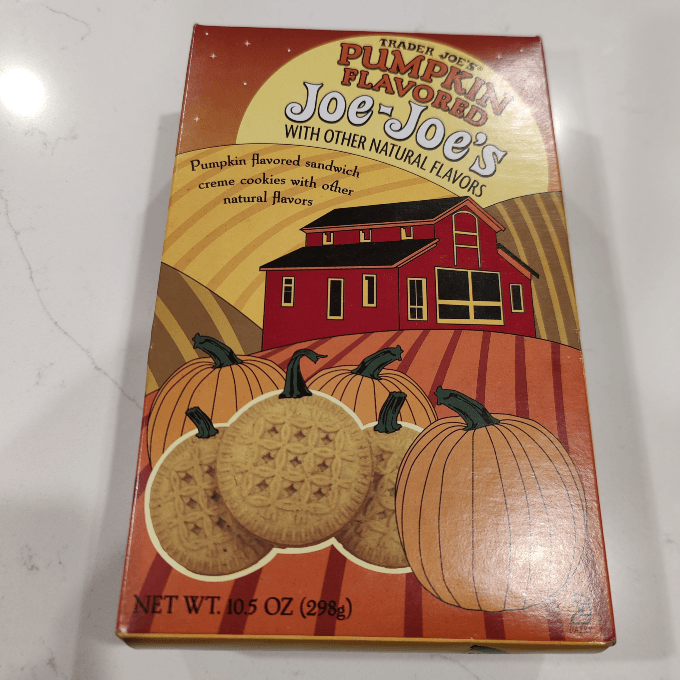 TRADER JOE'S®
PUMPKIN
FLAVORED
JOE-JOE'S
WITH OTHER NATURAL FLAVORS
Pumpkin flavored sandwich
creme cookies with other
natural flavors
NET WT. 10.5 OZ (298g)